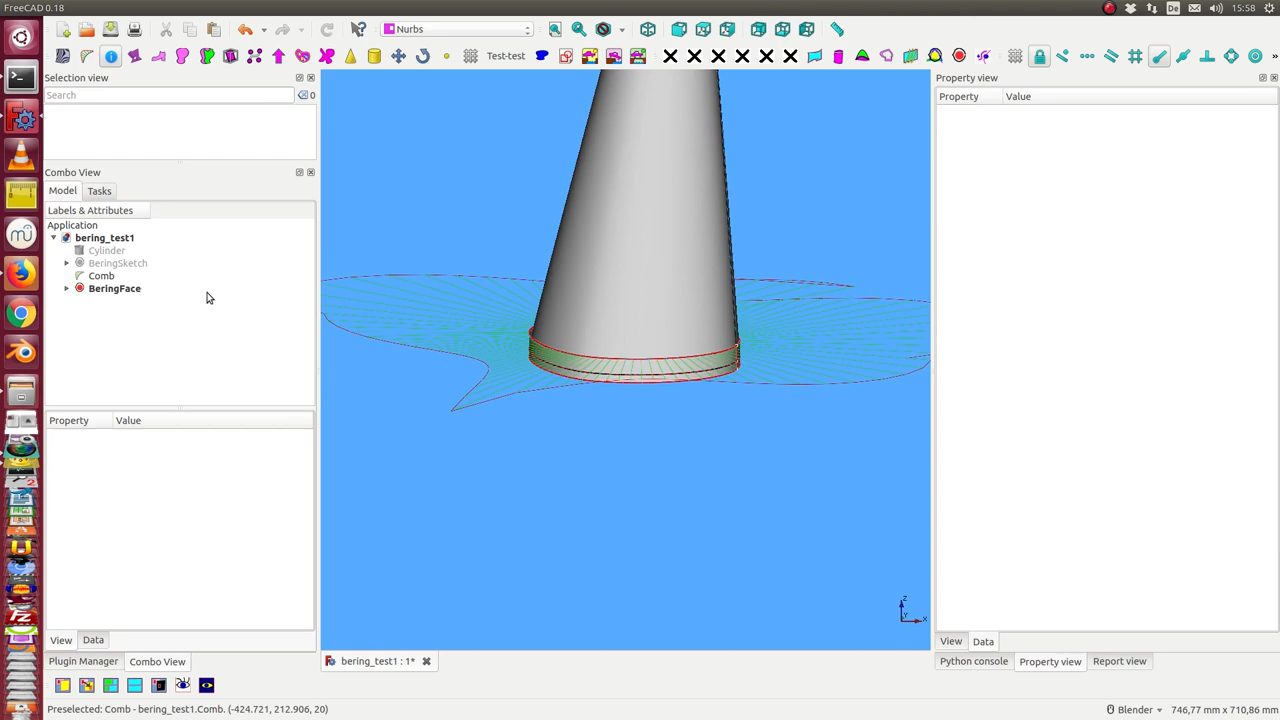 FreeCAD 0.18
De
15:58
Nurbs
Test-test
Selection view
Property view
Search
0
Property Value
Combo View
Model Tasks
Labels & Attributes
Application
bering_test1
Cylinder
BeringSketch
Comb
BeringFace
Property Value
View Data
Plugin Manager Combo View
bering_test1 : 1*
View Data
Python console Property view Report view
Z
Y
X
Preselected: Comb - bering_test1.Comb. (-424.721, 212.906, 20)
Blender
746,77 mm x 710,86 mm